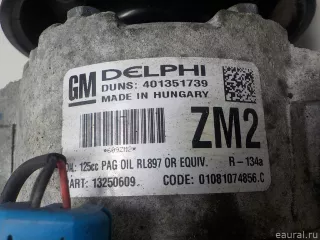 GM DELPHI
DUNS: 401351739
MADE IN HUNGARY
ZM2
*609ZM2*
125cc PAG OIL RL897 OR EQUIV. R-134a
ART: 13250609. CODE: 01081074856.C
eaural.ru